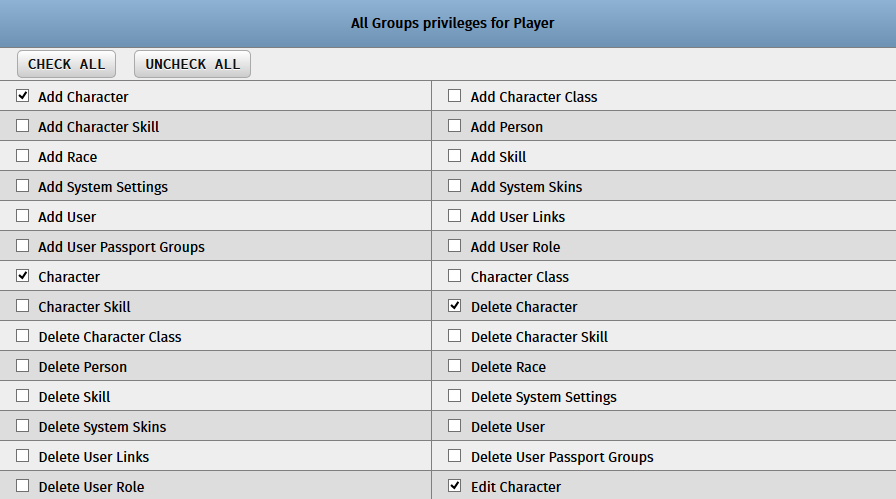 All Groups privileges for Player
CHECK ALL UNCHECK ALL
Add Character Add Character Class
Add Character Skill Add Person
Add Race Add Skill
Add System Settings Add System Skins
Add User Add User Links
Add User Passport Groups Add User Role
Character Character Class
Character Skill Delete Character
Delete Character Class Delete Character Skill
Delete Person Delete Race
Delete Skill Delete System Settings
Delete System Skins Delete User
Delete User Links Delete User Passport Groups
Delete User Role Edit Character